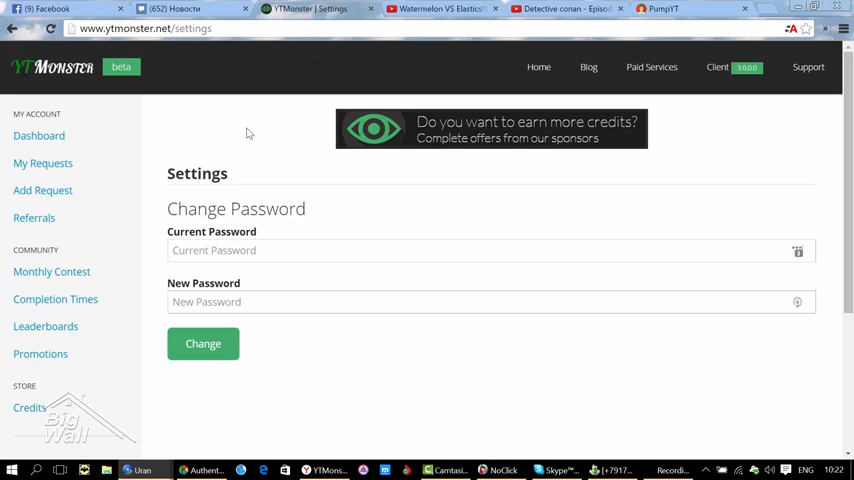 (9) Facebook
(652) Новости
YTMonster | Settings
Watermelon VS Elastics!!
Detective conan - Episod
PumpYT
www.ytmonster.net/settings
YTMonster
beta
Home
Blog
Paid Services
Client 3.0.0.0
Support
MY ACCOUNT
Dashboard
My Requests
Add Request
Referrals
COMMUNITY
Monthly Contest
Completion Times
Leaderboards
Promotions
STORE
Credits
Do you want to earn more credits?
Complete offers from our sponsors
Settings
Change Password
Current Password
Current Password
New Password
New Password
Change
Big
Wall
Uran
Authent...
YTMons...
Camtasi...
NoClick
Skype™...
[+7917...
Recordi...
ENG
10:22